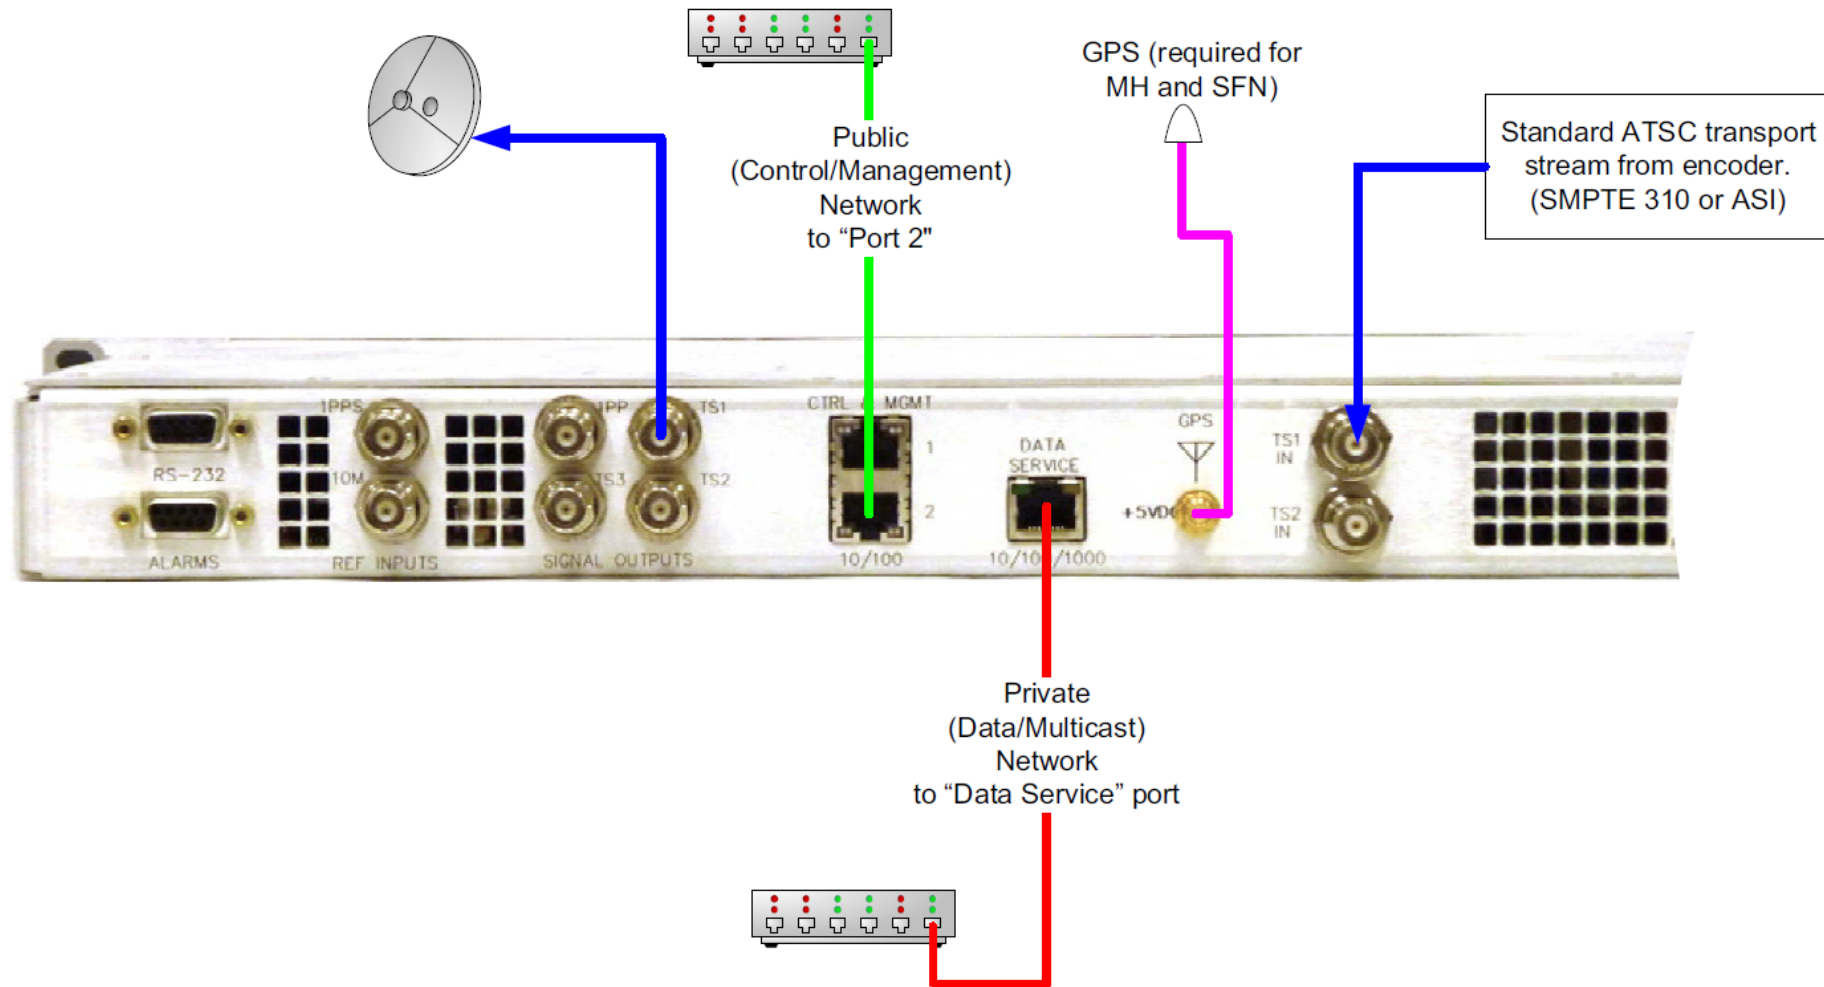 GPS (required for
MH and SFN)
Standard ATSC transport
stream from encoder.
(SMPTE 310 or ASI)
Public
(Control/Management)
Network
to “Port 2"
1PPS
1PP
TS1
CTRL & MGMT
1
GPS
DATA
SERVICE
TS1
IN
RS-232
10M
TS3
TS2
2
+5VDC
TS2
IN
ALARMS
REF INPUTS
SIGNAL OUTPUTS
10/100
10/100/1000
Private
(Data/Multicast)
Network
to “Data Service” port